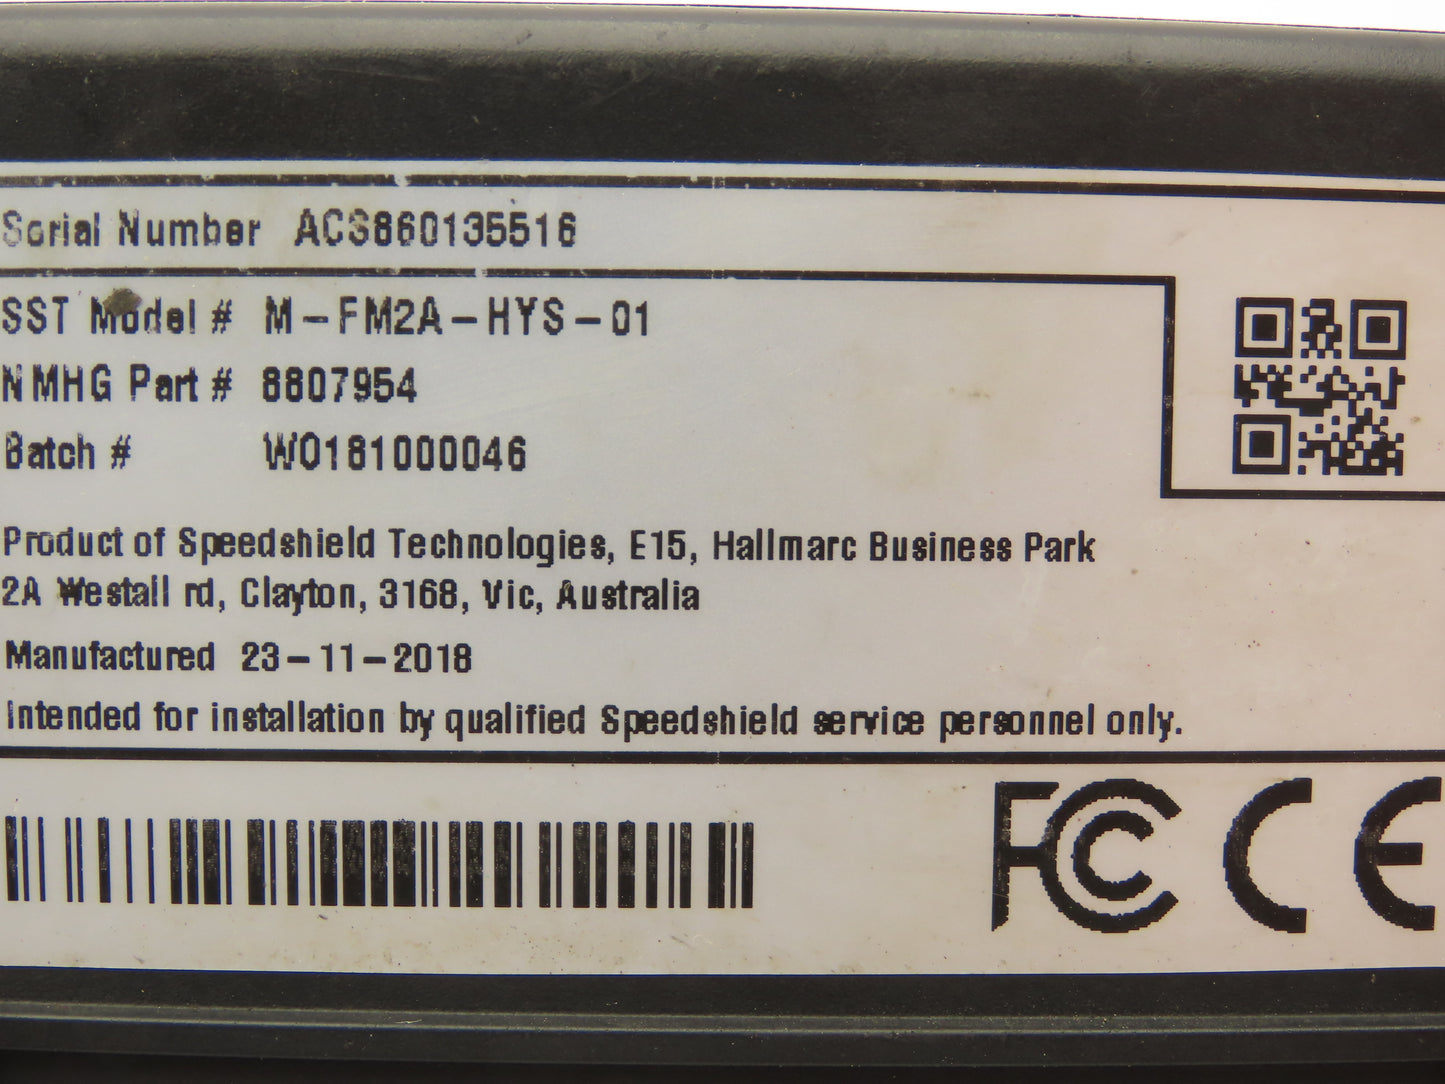 Serial Number ACS860135516
SST Model # M-FM2A-HYS-01
NMHG Part # 8807954
Batch # WO181000046
Product of Speedshield Technologies, E15, Hallmarc Business Park
2A Westall rd, Clayton, 3168, Vic, Australia
Manufactured 23-11-2018
Intended for installation by qualified Speedshield service personnel only.
FC CE